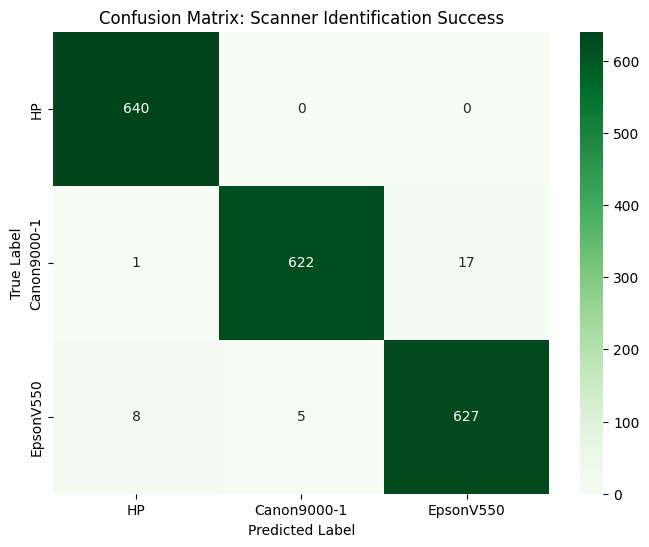 Confusion Matrix: Scanner Identification Success
HP
Canon9000-1
EpsonV550
True Label
640 0 0
1 622 17
8 5 627
HP Canon9000-1 EpsonV550
Predicted Label
600
500
400
300
200
100
0